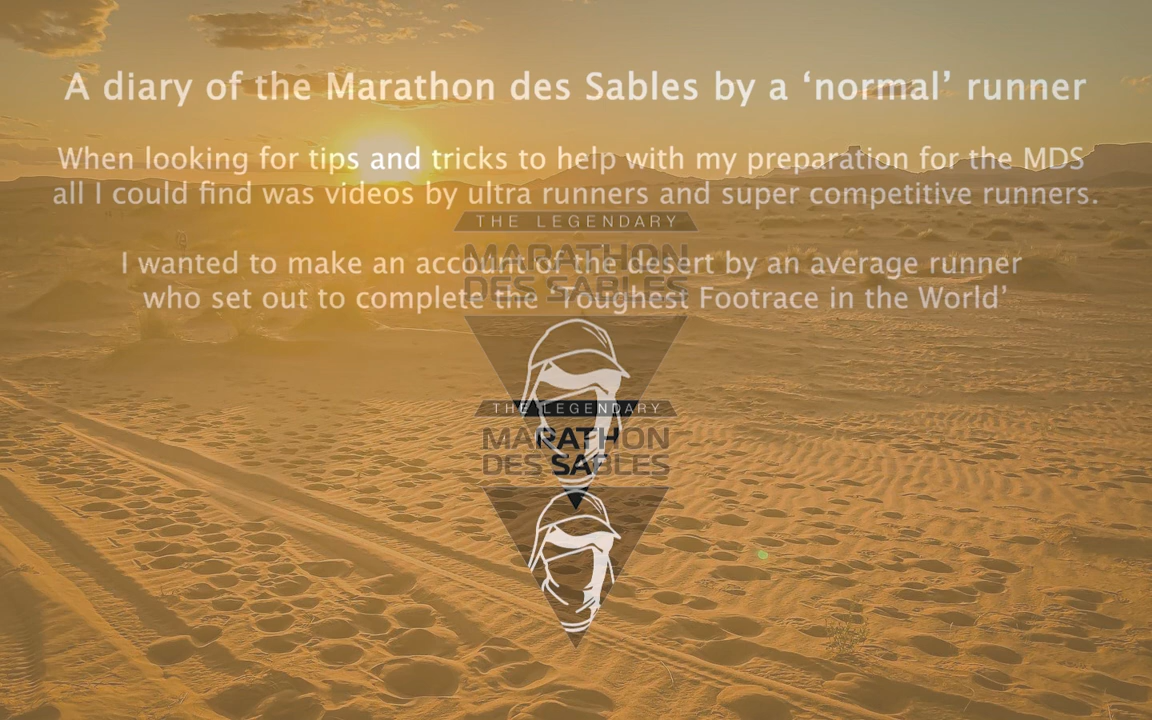 A diary of the Marathon des Sables by a ‘normal’ runner
When looking for tips and tricks to help with my preparation for the MDS
all I could find was videos by ultra runners and super competitive runners.
THE LEGENDARY
MARATHON
DES SABLES
I wanted to make an account of the desert by an average runner
who set out to complete the ‘Toughest Footrace in the World’
THE LEGENDARY
MARATHON
DES SABLES